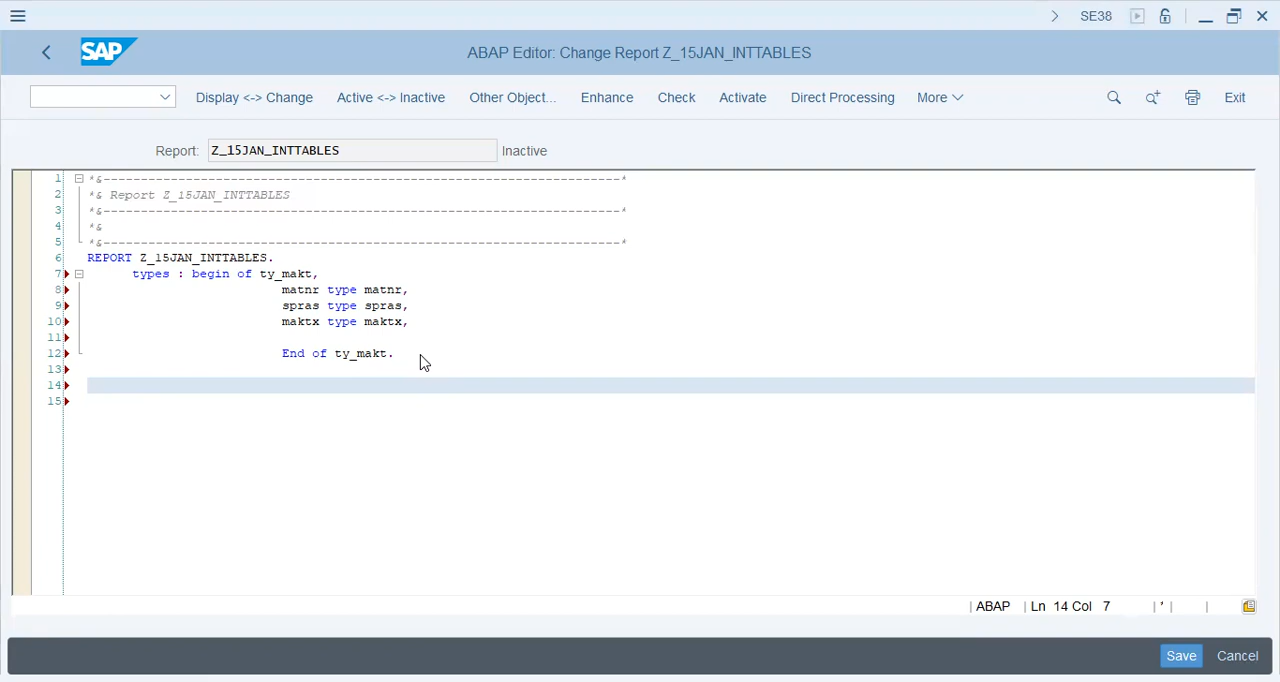 SE38
SAP
ABAP Editor: Change Report Z_15JAN_INTTABLES
Display <-> Change Active <-> Inactive Other Object... Enhance Check Activate Direct Processing More Exit
Report: Z_15JAN_INTTABLES Inactive
1 *&---------------------------------------------------------------------*
2 *& Report Z_15JAN_INTTABLES
3 *&---------------------------------------------------------------------*
4 *&
5 *&---------------------------------------------------------------------*
6 REPORT Z_15JAN_INTTABLES.
7 types : begin of ty_makt,
8 matnr type matnr,
9 spras type spras,
10 maktx type maktx,
11
12 End of ty_makt.
13
14
15
| ABAP | Ln 14 Col 7 | ' | |
Save Cancel